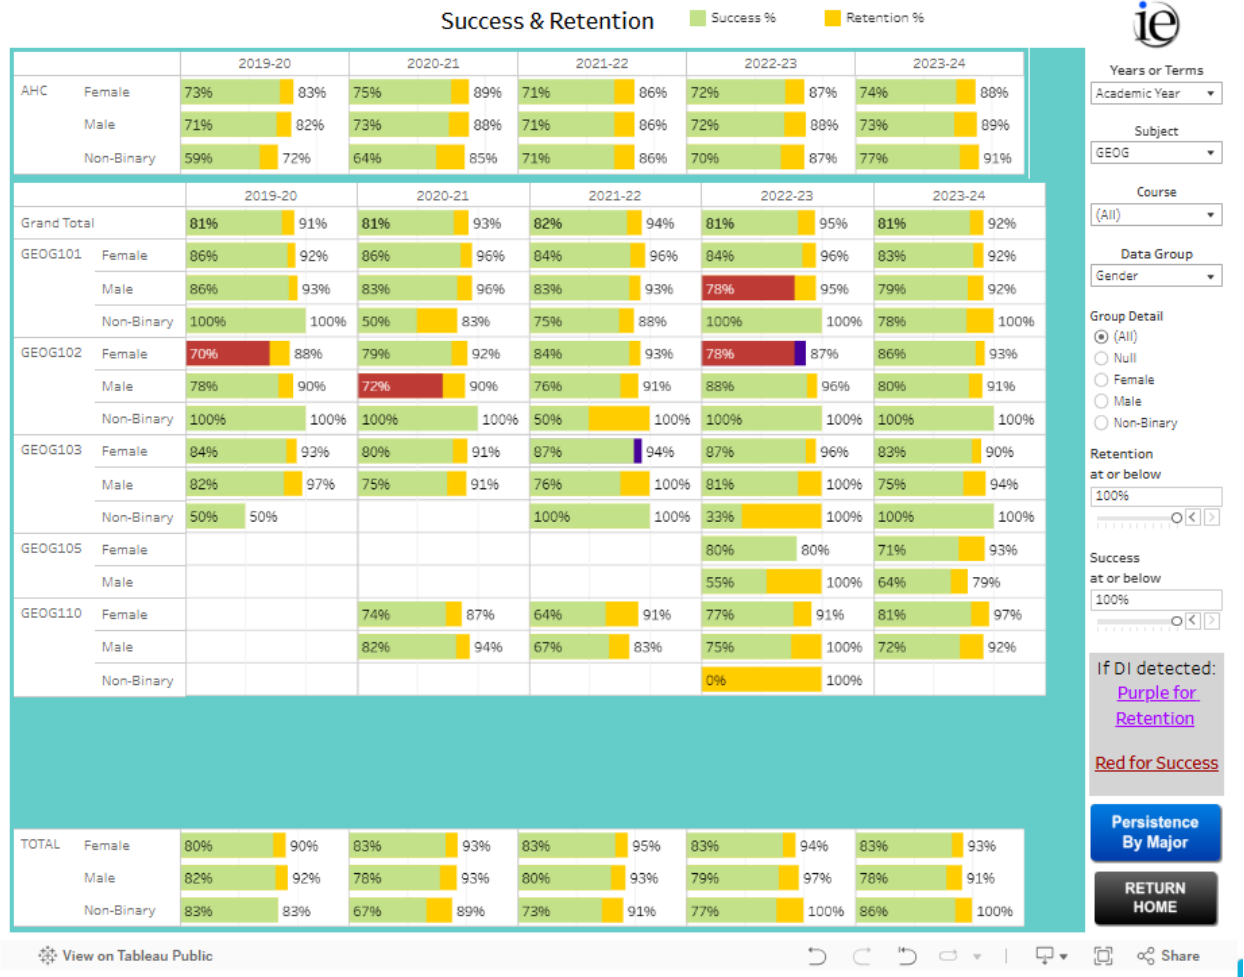 Success & Retention
Success %
Retention %
ie
2019-20 2020-21 2021-22 2022-23 2023-24
AHC Female 73% 83% 75% 89% 71% 86% 72% 87% 74% 88%
Male 71% 82% 73% 88% 71% 86% 72% 88% 73% 89%
Non-Binary 59% 72% 64% 85% 71% 86% 70% 87% 77% 91%
2019-20 2020-21 2021-22 2022-23 2023-24
Grand Total 81% 91% 81% 93% 82% 94% 81% 95% 81% 92%
GEOG101 Female 86% 92% 86% 96% 84% 96% 84% 96% 83% 92%
Male 86% 93% 83% 96% 83% 93% 78% 95% 79% 92%
Non-Binary 100% 100% 50% 83% 75% 88% 100% 100% 78% 100%
GEOG102 Female 70% 88% 79% 92% 84% 93% 78% 87% 86% 93%
Male 78% 90% 72% 90% 76% 91% 88% 96% 80% 91%
Non-Binary 100% 100% 100% 100% 50% 100% 100% 100% 100% 100%
GEOG103 Female 84% 93% 80% 91% 87% 94% 87% 96% 83% 90%
Male 82% 97% 75% 91% 76% 100% 81% 100% 75% 94%
Non-Binary 50% 50% 100% 100% 33% 100% 100% 100%
GEOG105 Female 80% 80% 71% 93%
Male 55% 100% 64% 79%
GEOG110 Female 74% 87% 64% 91% 77% 91% 81% 97%
Male 82% 94% 67% 83% 75% 100% 72% 92%
Non-Binary 0% 100%
TOTAL Female 80% 90% 83% 93% 83% 95% 83% 94% 83% 93%
Male 82% 92% 78% 93% 80% 93% 79% 97% 78% 91%
Non-Binary 83% 83% 67% 89% 73% 91% 77% 100% 86% 100%
Years or Terms
Academic Year
Subject
GEOG
Course
(All)
Data Group
Gender
Group Detail
(All)
Null
Female
Male
Non-Binary
Retention
at or below
100%
Success
at or below
100%
If DI detected:
Purple for
Retention
Red for Success
Persistence
By Major
RETURN
HOME
View on Tableau Public
Share